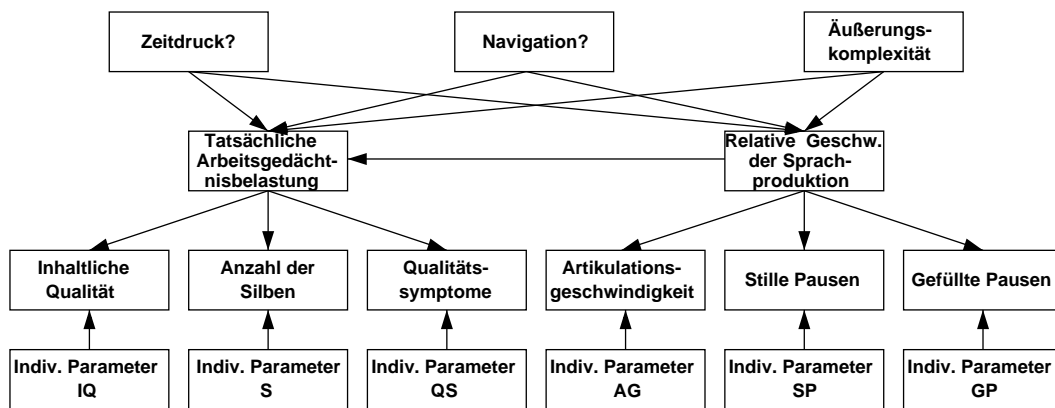 Zeitdruck?
Navigation?
Äußerungs-
komplexität
Tatsächliche
Arbeitsgedächt-
nisbelastung
Relative Geschw.
der Sprach-
produktion
Inhaltliche
Qualität
Anzahl der
Silben
Qualitäts-
symptome
Artikulations-
geschwindigkeit
Stille Pausen
Gefüllte Pausen
Indiv. Parameter
IQ
Indiv. Parameter
S
Indiv. Parameter
QS
Indiv. Parameter
AG
Indiv. Parameter
SP
Indiv. Parameter
GP